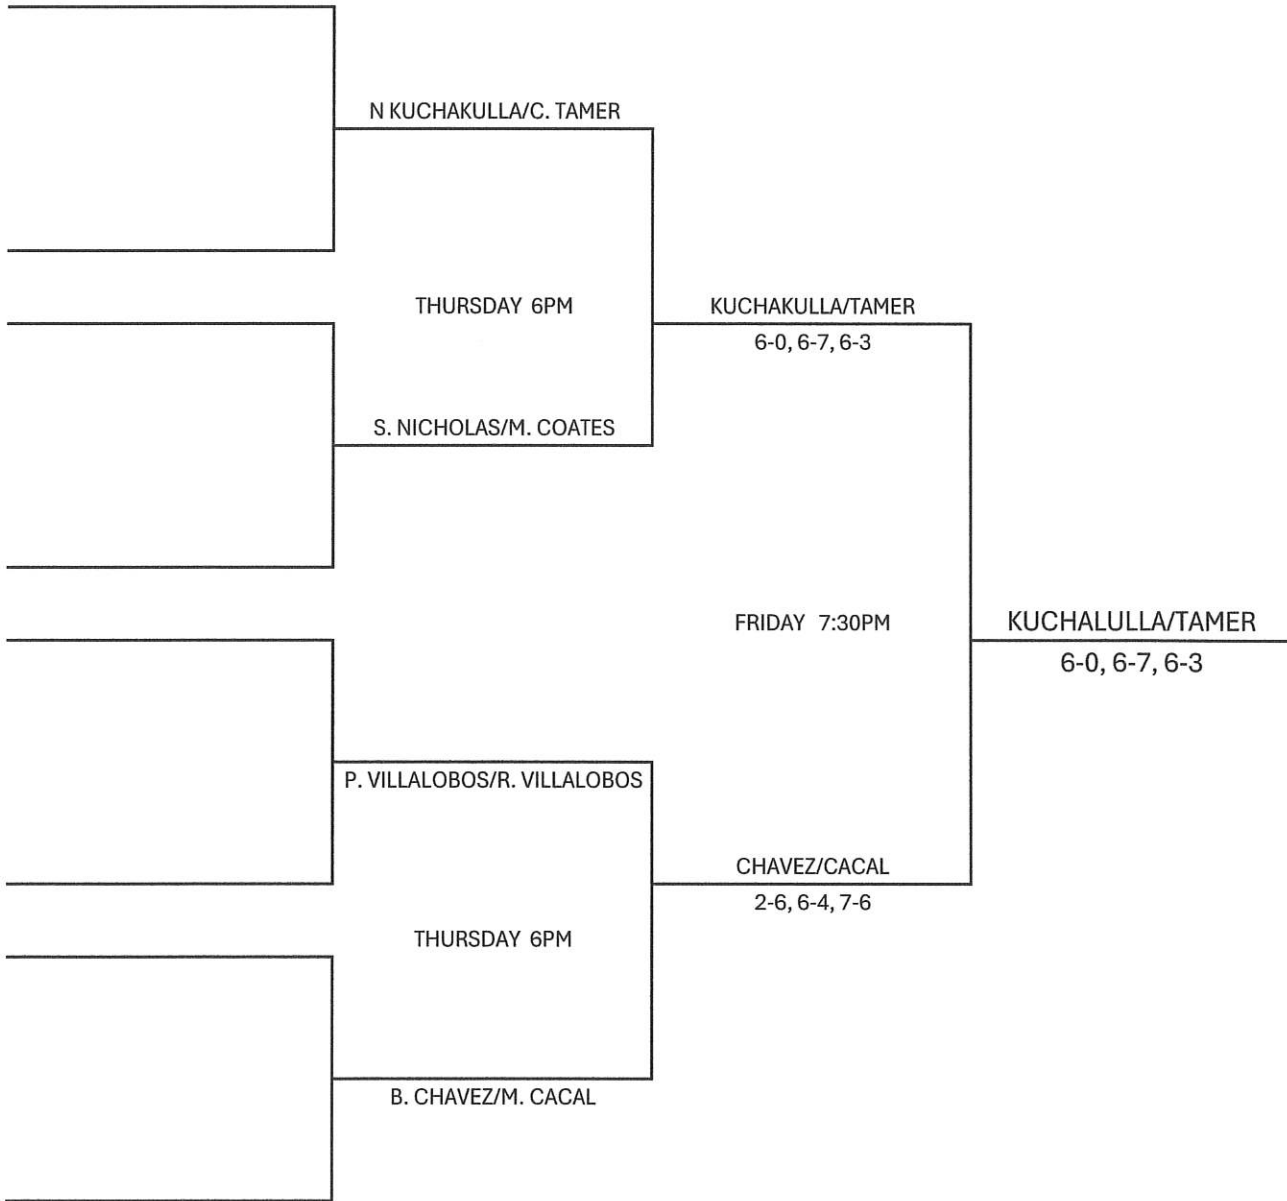 N KUCHAKULLA/C. TAMER
THURSDAY 6PM
KUCHAKULLA/TAMER
6-0, 6-7, 6-3
S. NICHOLAS/M. COATES
FRIDAY 7:30PM
KUCHALULLA/TAMER
6-0, 6-7, 6-3
P. VILLALOBOS/R. VILLALOBOS
CHAVEZ/CACAL
2-6, 6-4, 7-6
THURSDAY 6PM
B. CHAVEZ/M. CACAL